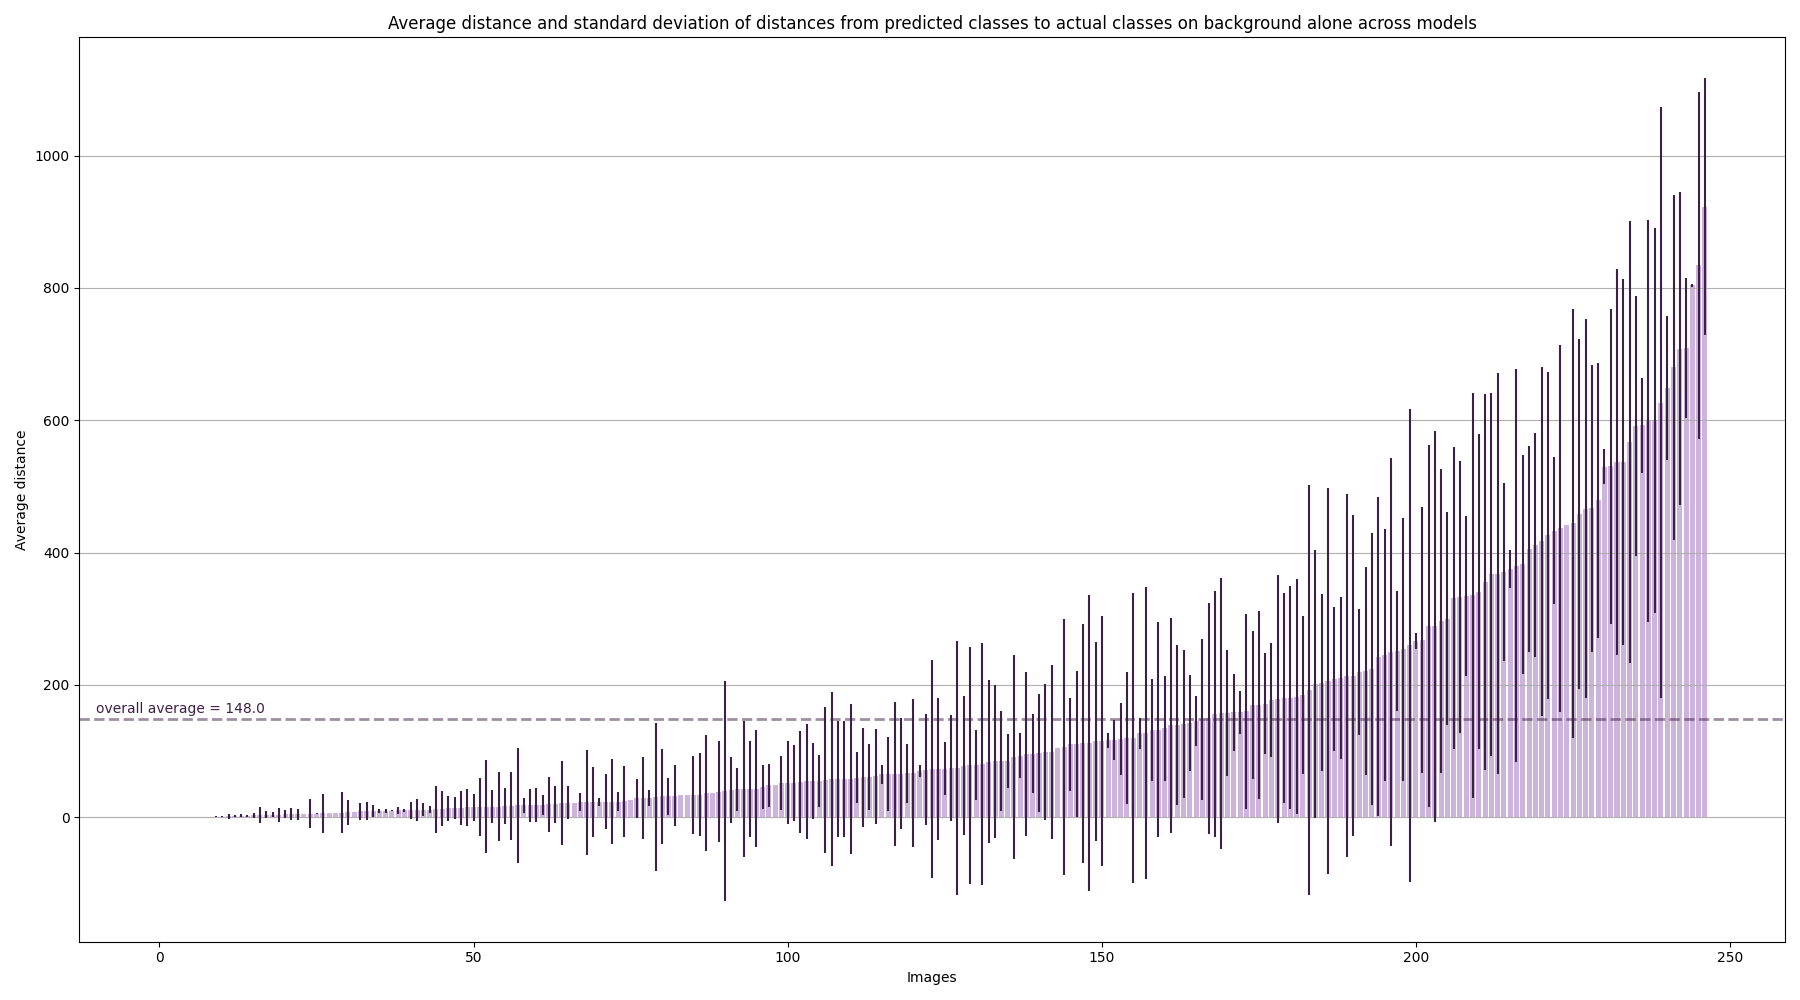 Average distance and standard deviation of distances from predicted classes to actual classes on background alone across models
1000
800
600
400
200
0
Average distance
overall average = 148.0
0 50 100 150 200 250
Images